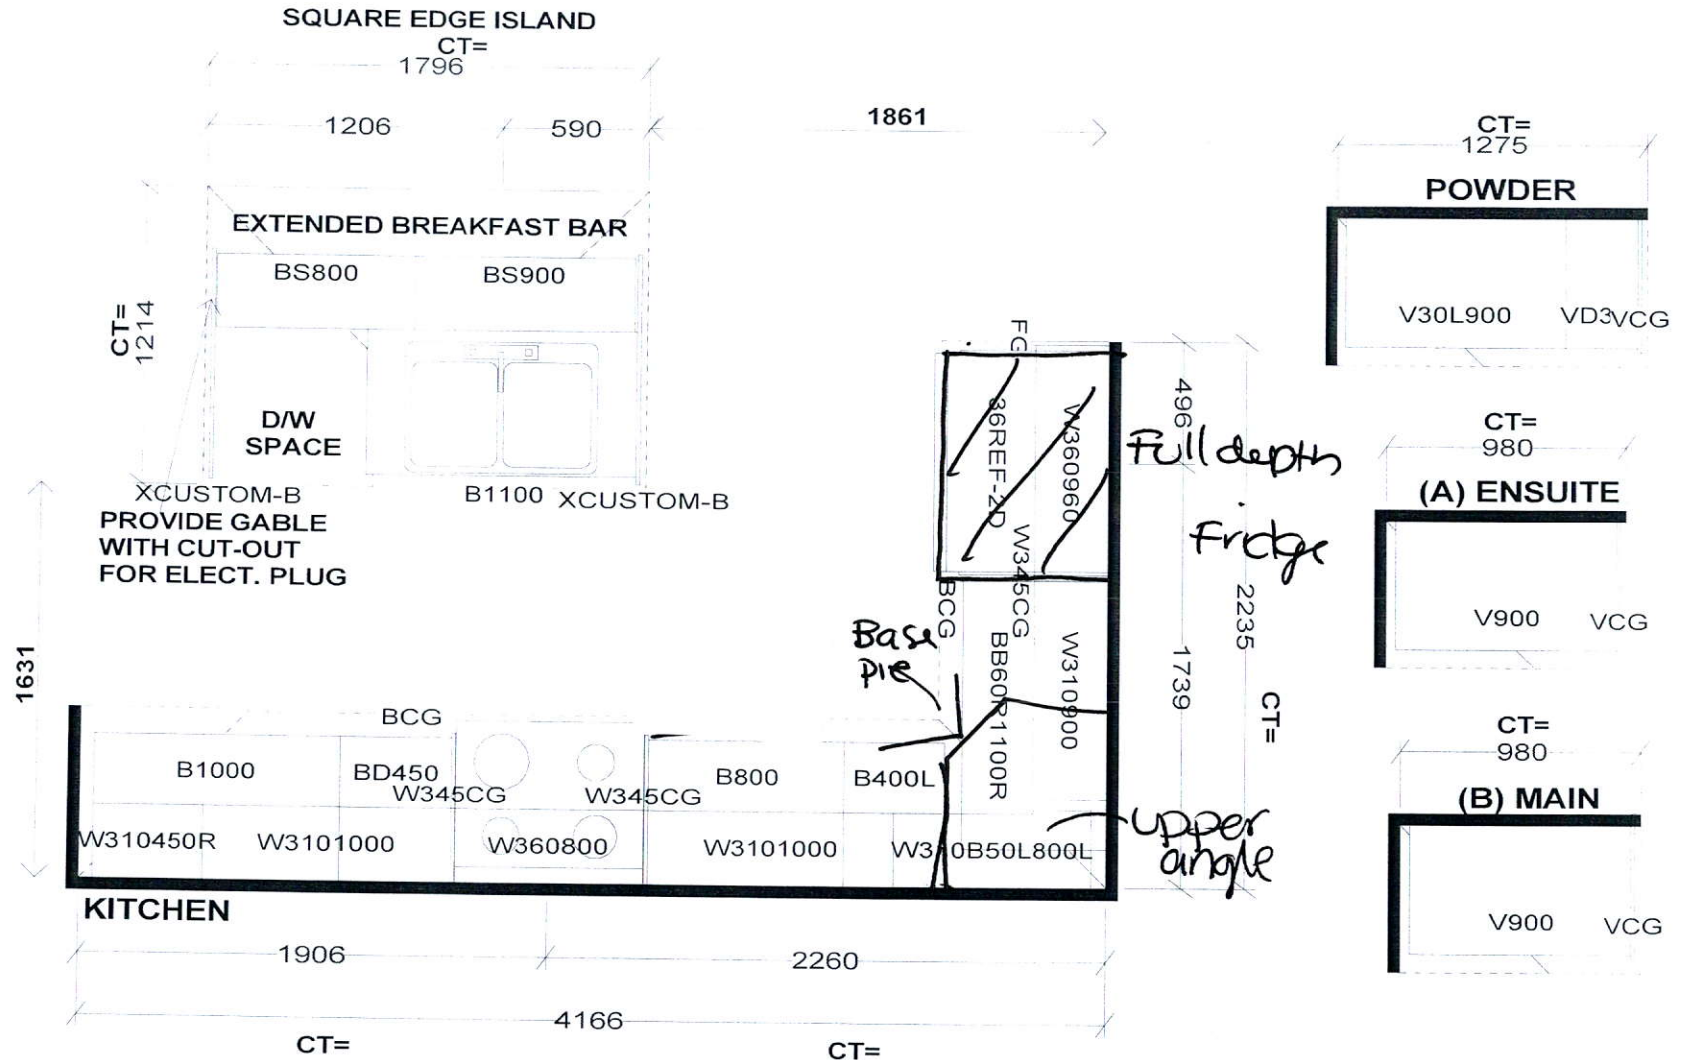 SQUARE EDGE ISLAND
CT=
1796
1206
590
1861
CT=
1275
POWDER
EXTENDED BREAKFAST BAR
BS800
BS900
V30L900
VD3VCG
CT=
1214
FG
36REF-2D
W360960
496
Full depth
Fridge
CT=
980
(A) ENSUITE
D/W
SPACE
XCUSTOM-B
B1100
XCUSTOM-B
PROVIDE GABLE
WITH CUT-OUT
FOR ELECT. PLUG
W345CG
BCG
2235
CT=
V900
VCG
Base
pie
BB60R1100R
W310900
1739
1631
BCG
B1000
BD450
W345CG
W345CG
B800
B400L
CT=
980
(B) MAIN
W310450R
W3101000
W360800
W3101000
upper
angle
KITCHEN
V900
VCG
1906
2260
4166
CT=
CT=